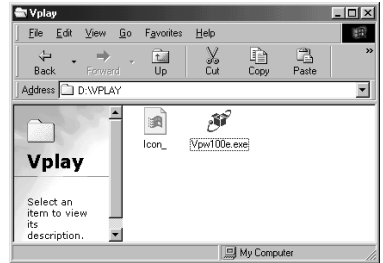 Vplay
File Edit View Go Favorites Help
Back Forward Up Cut Copy Paste »
Address D:\VPLAY
Vplay
Select an
item to view
its
description.
Icon_
Vpw100e.exe
My Computer